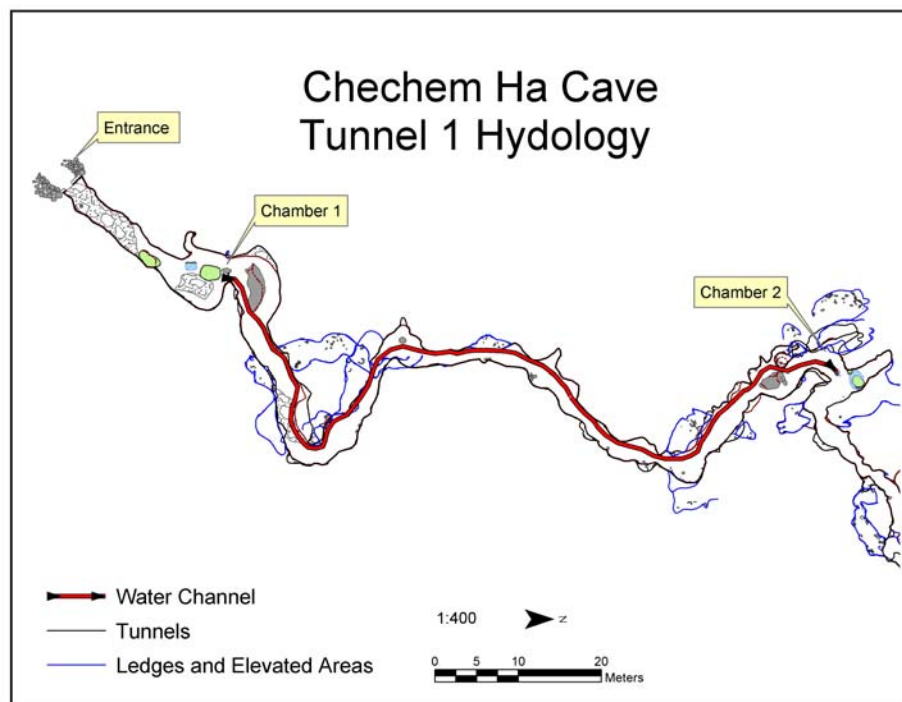 Chechem Ha Cave
Tunnel 1 Hydology
Entrance
Chamber 1
Chamber 2
Water Channel
Tunnels
Ledges and Elevated Areas
1:400
N
0 5 10 20
Meters